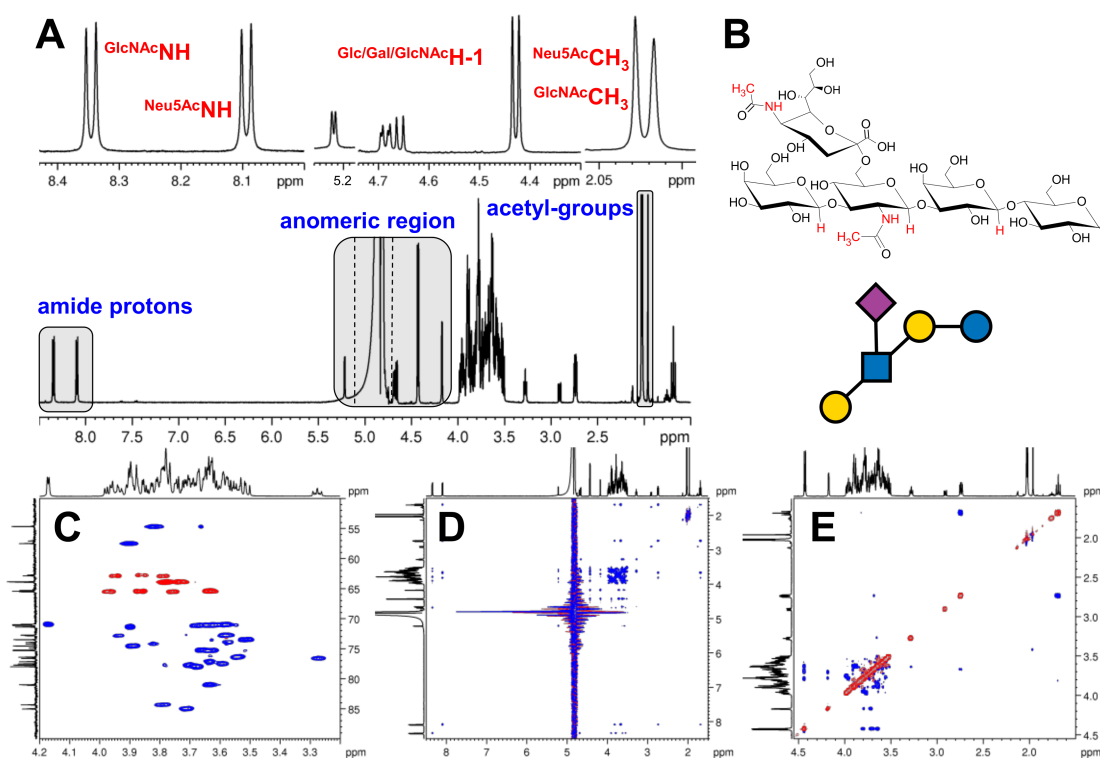 A
GlcNAcNH
Neu5AcNH
Glc/Gal/GlcNAcH-1
Neu5AcCH3
GlcNAcCH3
8.4 8.3 8.2 8.1 ppm
5.2 ppm
4.7 4.6 4.5 4.4 ppm
2.05 ppm
amide protons
anomeric region
acetyl-groups
8.0 7.5 7.0 6.5 6.0 5.5 5.0 4.5 4.0 3.5 3.0 2.5 ppm
B
OH
HO OH
H3C
NH
O
HO
O
O
OH
O
OH
HO
O
HO
OH
O
HO
O
O
NH
H
H3C
O
OH
HO
O
OH
O
H
OH
O
HO
OH
C
ppm
55
60
65
70
75
80
85
4.2 4.1 4.0 3.9 3.8 3.7 3.6 3.5 3.4 3.3 ppm
D
ppm
2
3
4
5
6
7
8
8 7 6 5 4 3 2 ppm
E
ppm
2.0
2.5
3.0
3.5
4.0
4.5
4.5 4.0 3.5 3.0 2.5 2.0 ppm